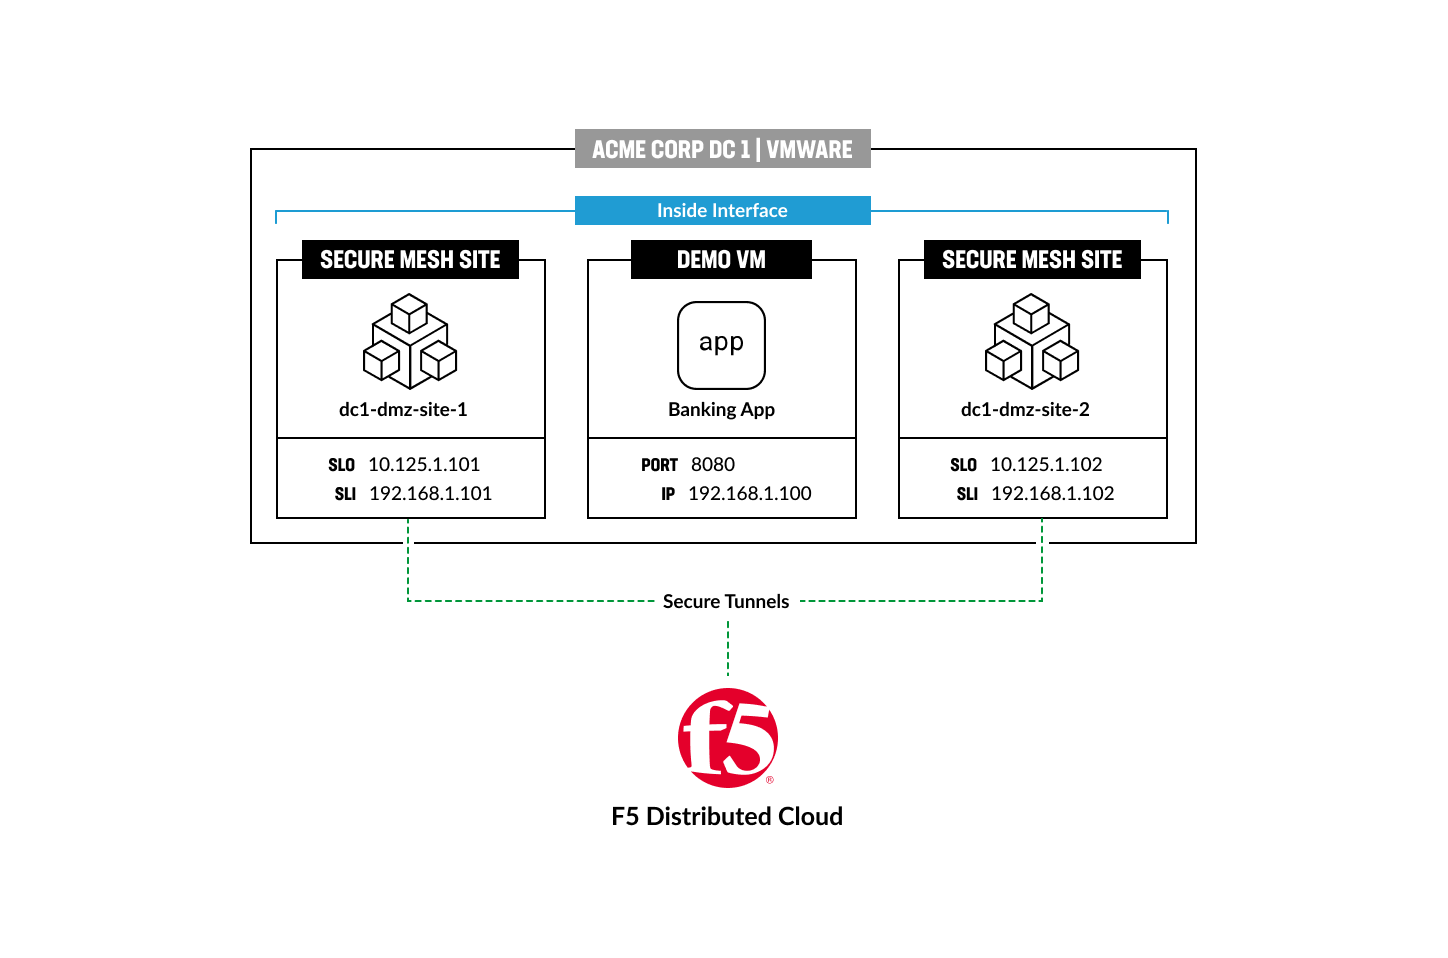 ACME CORP DC 1 | VMWARE
Inside Interface
SECURE MESH SITE
dc1-dmz-site-1
SLO 10.125.1.101
SLI 192.168.1.101
DEMO VM
app
Banking App
PORT 8080
IP 192.168.1.100
SECURE MESH SITE
dc1-dmz-site-2
SLO 10.125.1.102
SLI 192.168.1.102
Secure Tunnels
f5®
F5 Distributed Cloud